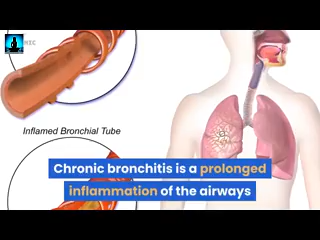 Inflamed Bronchial Tube
Chronic bronchitis is a prolonged
inflammation of the airways